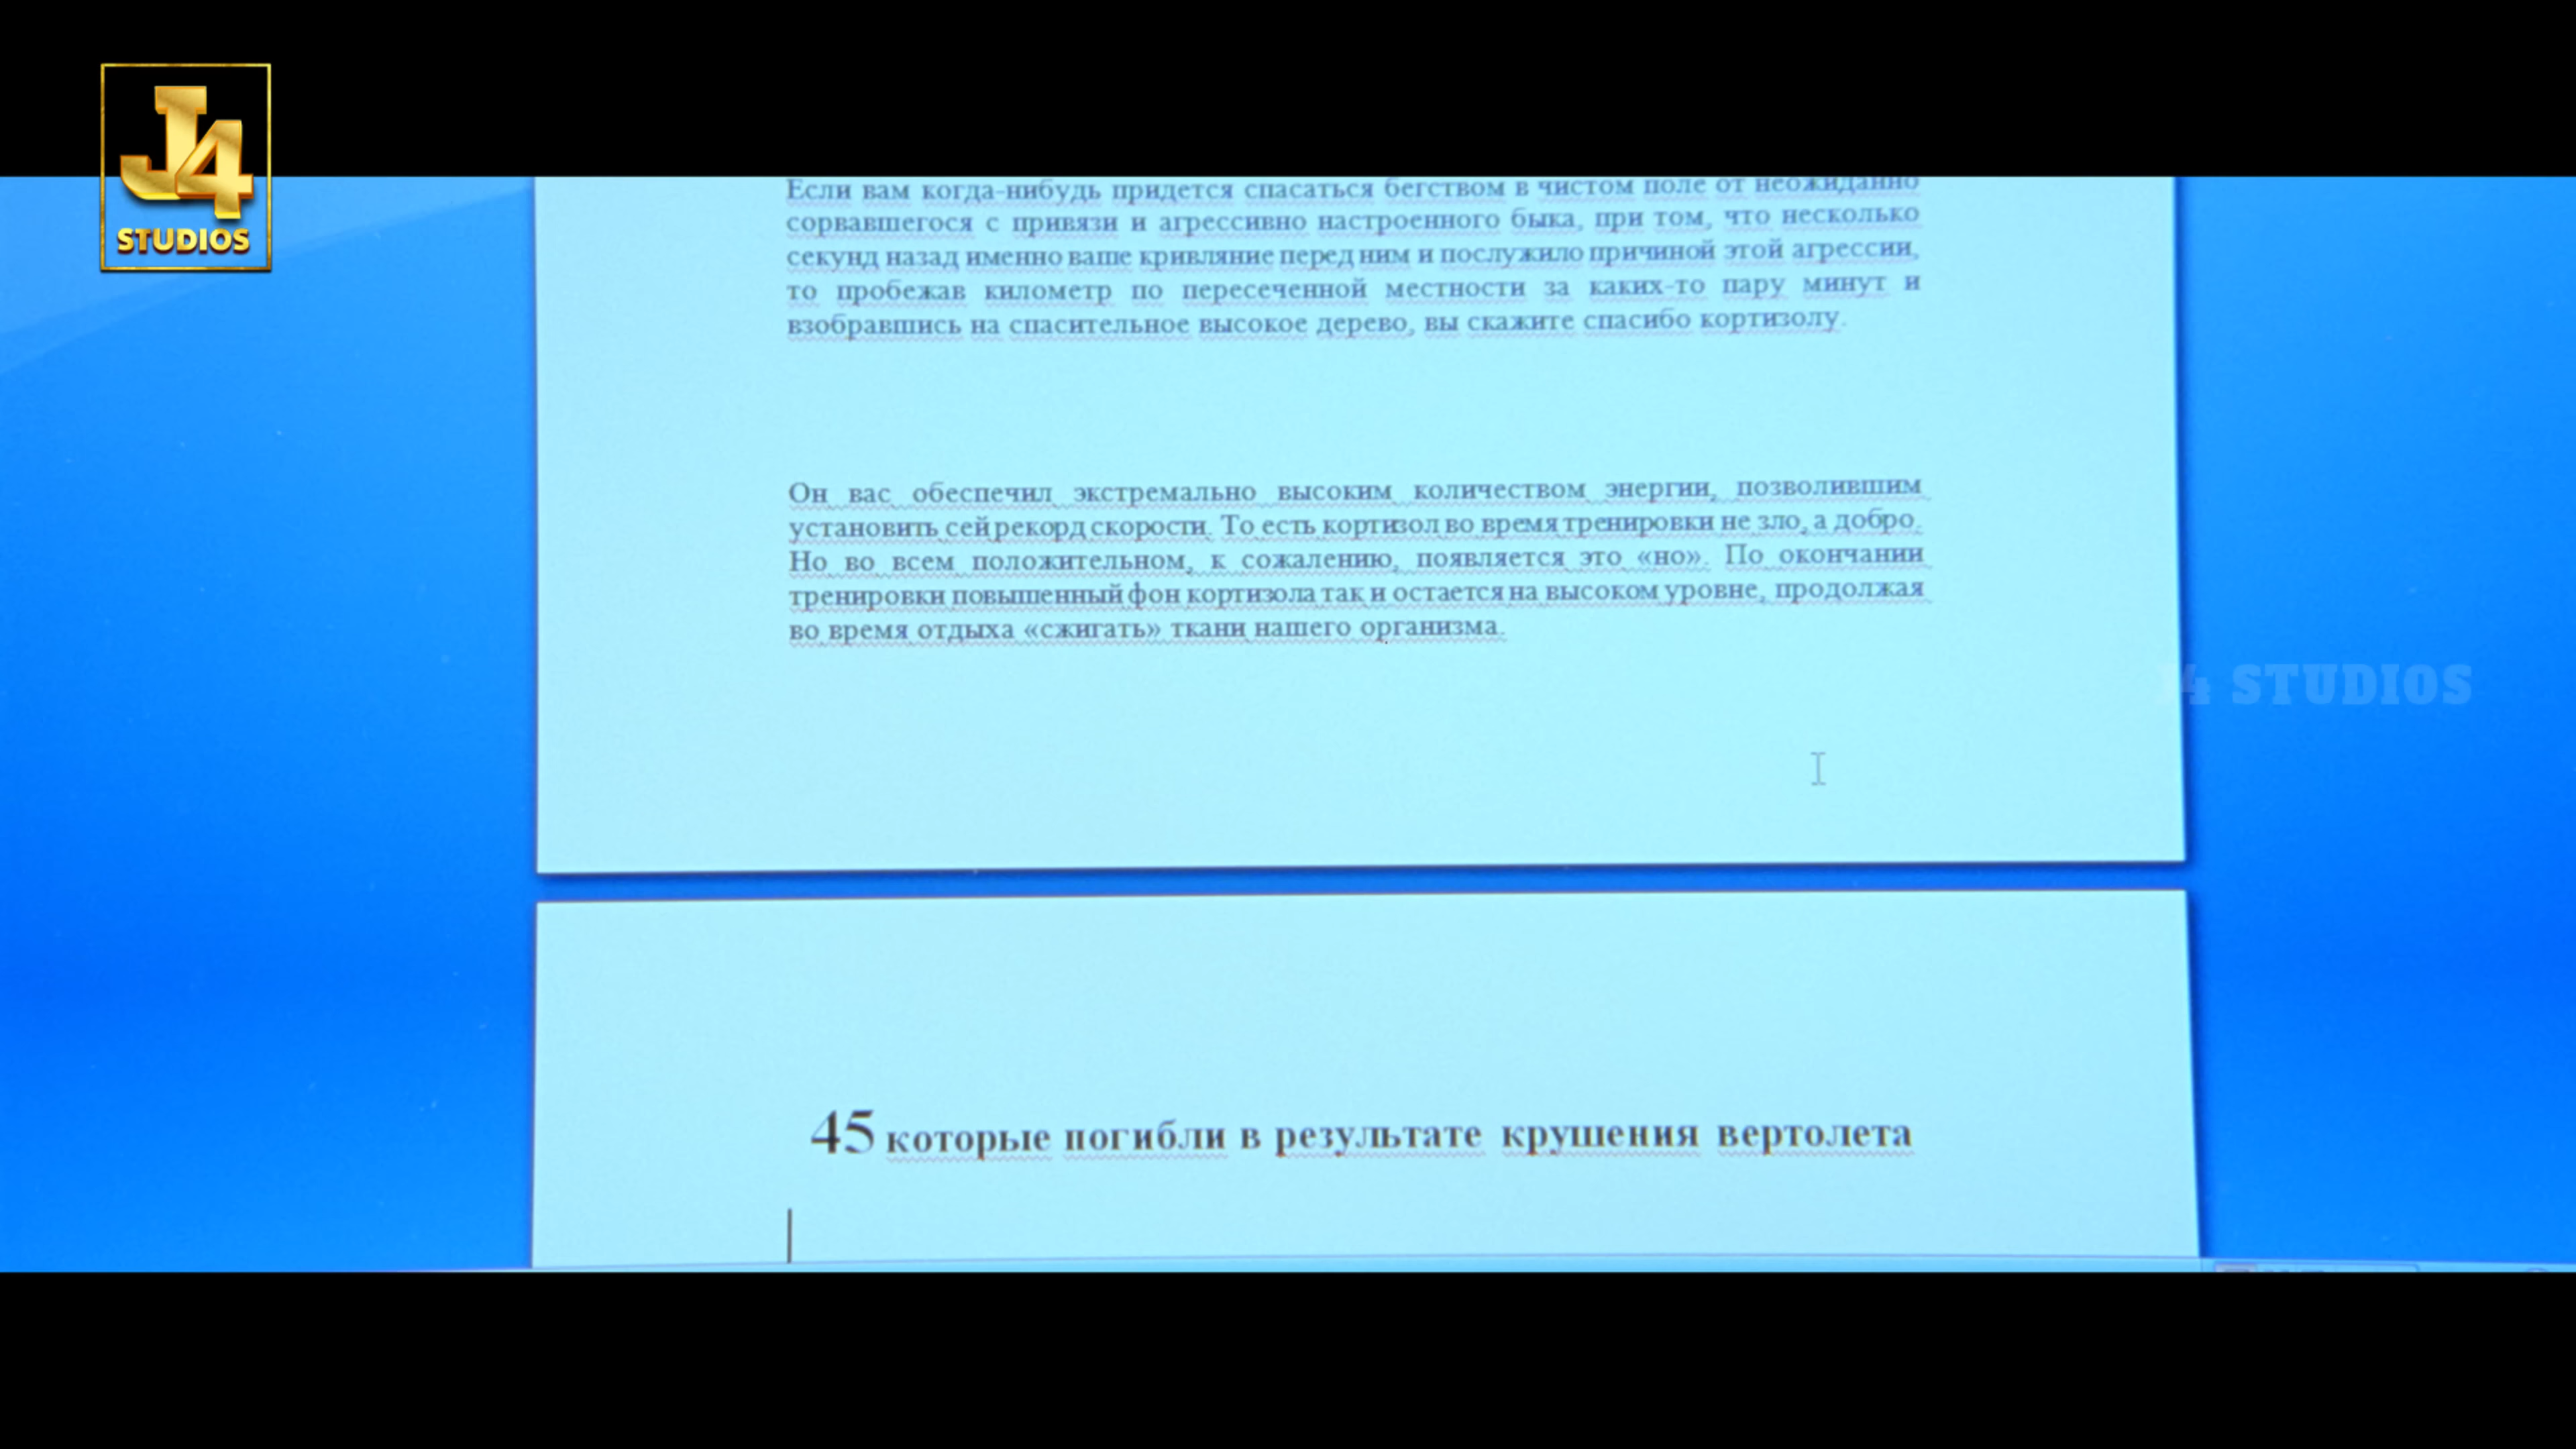 J4
STUDIOS
Если вам когда-нибудь придется спасаться бегством в чистом поле от неожиданно
сорвавшегося с привязи и агрессивно настроенного быка, при том, что несколько
секунд назад именно ваше кривляние перед ним и послужило причиной этой агрессии,
то пробежав километр по пересеченной местности за каких-то пару минут и
взобравшись на спасительное высокое дерево, вы скажите спасибо кортизолу.
Он вас обеспечил экстремально высоким количеством энергии, позволившим
установить сей рекорд скорости. То есть кортизол во время тренировки не зло, а добро.
Но во всем положительном, к сожалению, появляется это «но». По окончании
тренировки повышенный фон кортизола так и остается на высоком уровне, продолжая
во время отдыха «сжигать» ткани нашего организма.
J4 STUDIOS
45 которые погибли в результате крушения вертолета